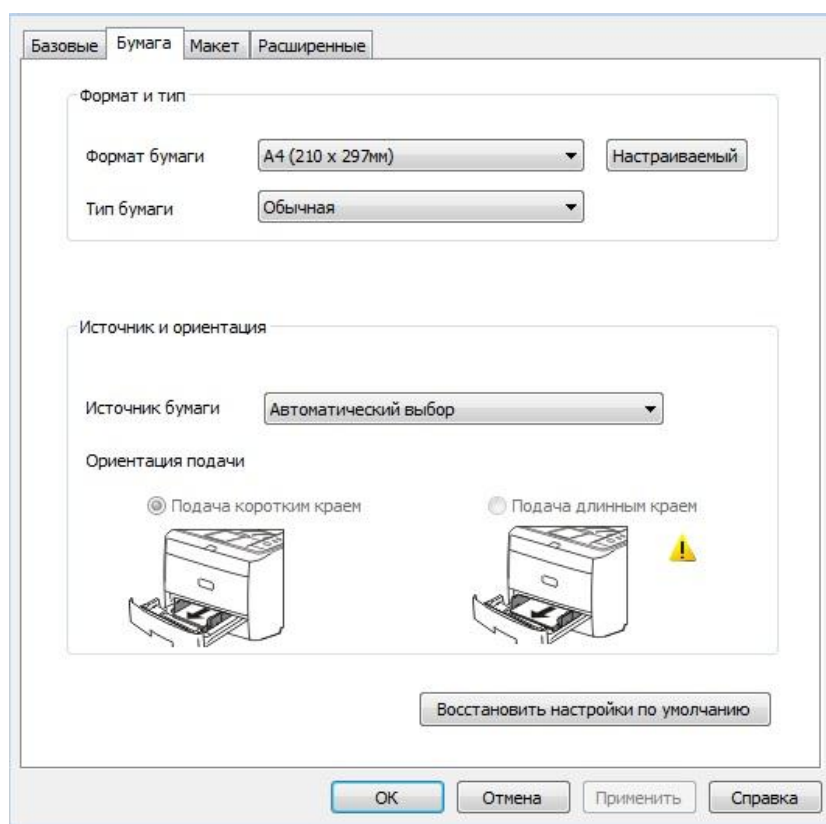 Базовые Бумага Макет Расширенные
Формат и тип
Формат бумаги A4 (210 x 297мм) Настраиваемый
Тип бумаги Обычная
Источник и ориентация
Источник бумаги Автоматический выбор
Ориентация подачи
Подача коротким краем Подача длинным краем
Восстановить настройки по умолчанию
OK Отмена Применить Справка